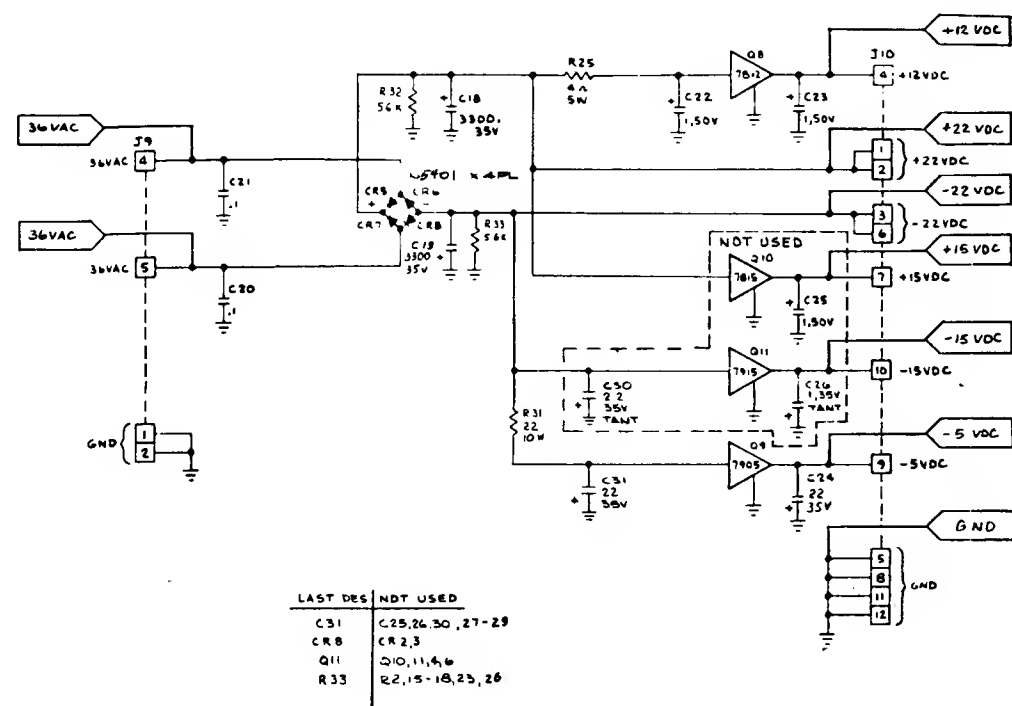 +12 VDC
Q8
J10
R25
4Ω
5W
7812
4
+12VDC
R32
56K
+
C18
3300,
35V
+
C22
1,50V
+
C23
1,50V
36VAC
J9
36VAC
4
+22 VDC
1
2
+22VDC
5401 x 4PL
CR5
CR6
+
-
CR7
CR8
C21
.1
-22 VDC
3
6
-22VDC
C19
3300
35V
+
R33
5.6K
36VAC
36VAC
5
NOT USED
Q10
7815
+15 VDC
7
+15VDC
C20
.1
+
C25
1,50V
-15 VDC
Q11
7915
10
-15VDC
C30
2.2
35V
TANT
+
C26
1,35V
TANT
+
R31
22
10W
GND
1
2
-5 VDC
Q9
7905
9
-5VDC
C31
22
35V
+
C24
22
35V
+
GND
5
8
11
12
GND
LAST DES NOT USED
C31 C25,26,30,27-29
CR8 CR2,3
Q11 Q10,11,4,6
R33 R2,15-18,23,26